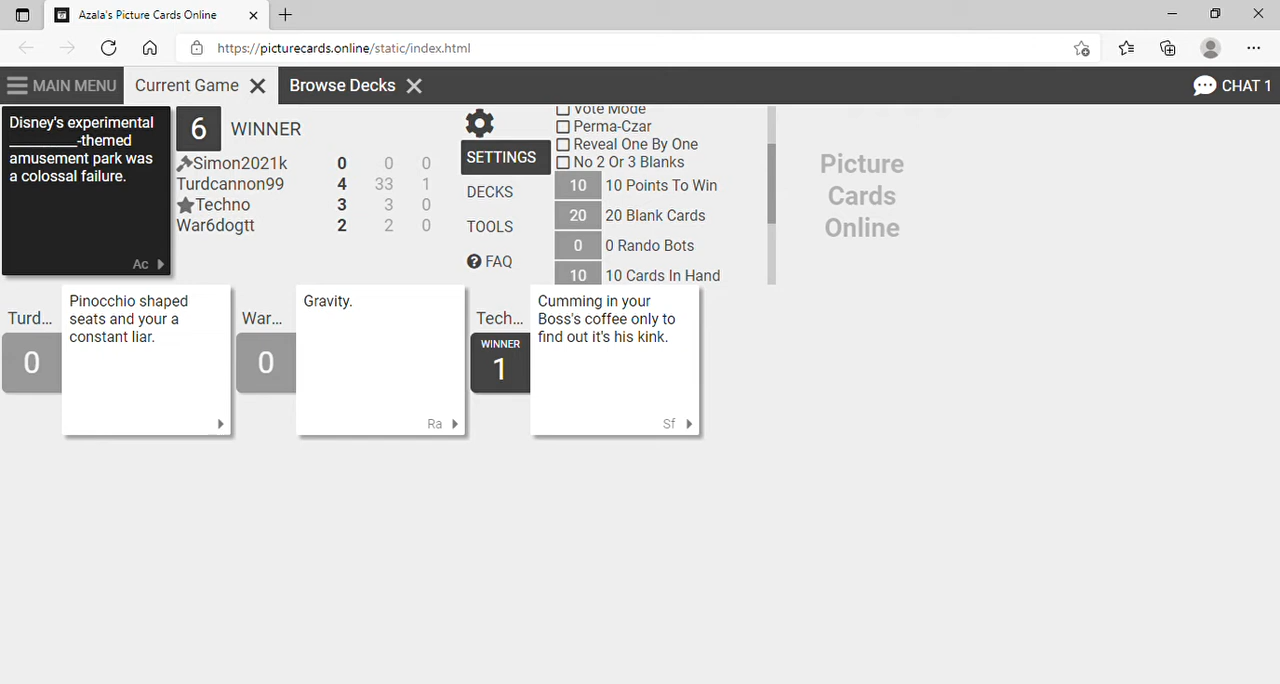 Azala's Picture Cards Online
https://picturecards.online/static/index.html
MAIN MENU
Current Game
Browse Decks
CHAT 1
Disney's experimental
_________-themed
amusement park was
a colossal failure.
Ac
6 WINNER
Simon2021k 0 0 0
Turdcannon99 4 33 1
Techno 3 3 0
War6dogtt 2 2 0
SETTINGS
DECKS
TOOLS
FAQ
Vote Mode
Perma-Czar
Reveal One By One
No 2 Or 3 Blanks
10 10 Points To Win
20 20 Blank Cards
0 0 Rando Bots
10 10 Cards In Hand
Picture
Cards
Online
Turd...
0
Pinocchio shaped
seats and your a
constant liar.
War...
0
Gravity.
Ra
Tech...
WINNER
1
Cumming in your
Boss's coffee only to
find out it's his kink.
Sf